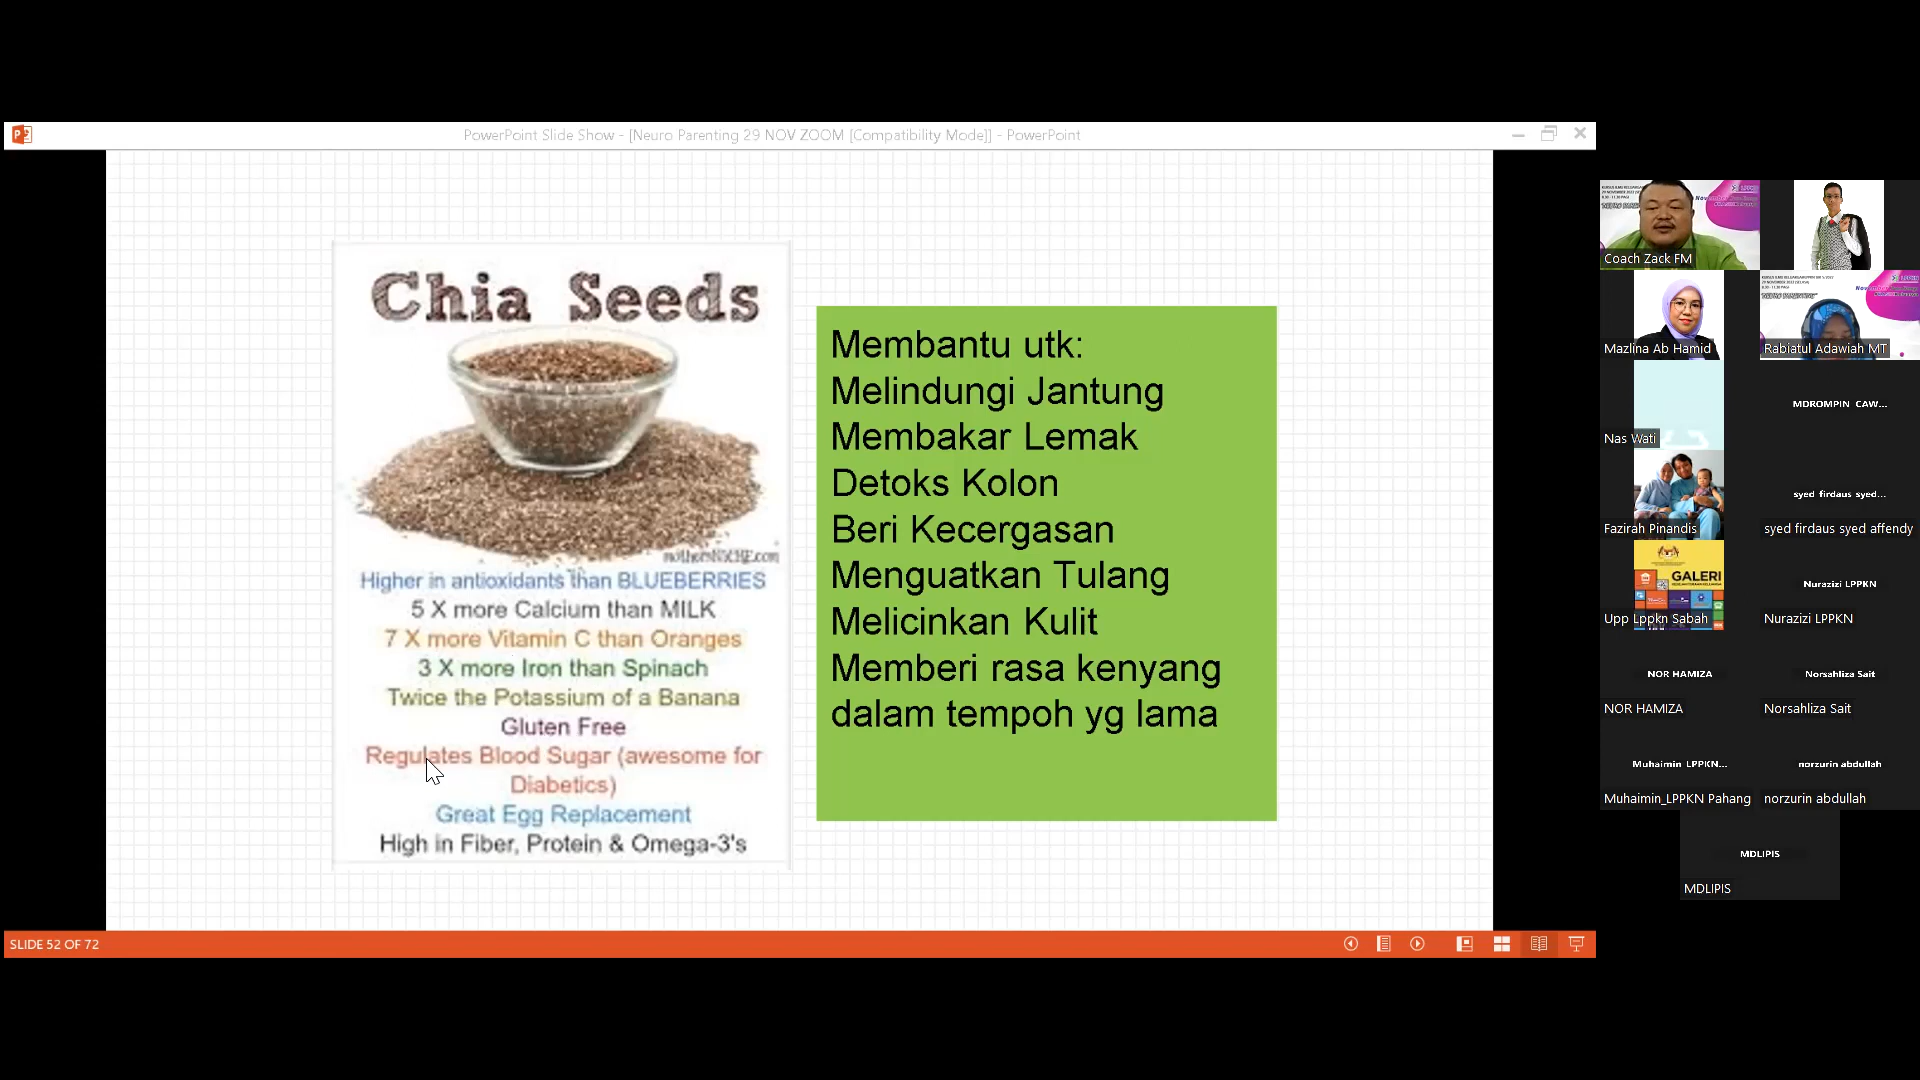 PowerPoint Slide Show - [Neuro Parenting 29 NOV ZOOM [Compatibility Mode]] - PowerPoint
Chia Seeds
Higher in antioxidants than BLUEBERRIES
5 X more Calcium than MILK
7 X more Vitamin C than Oranges
3 X more Iron than Spinach
Twice the Potassium of a Banana
Gluten Free
Regulates Blood Sugar (awesome for
Diabetics)
Great Egg Replacement
High in Fiber, Protein & Omega-3's
Membantu utk:
Melindungi Jantung
Membakar Lemak
Detoks Kolon
Beri Kecergasan
Menguatkan Tulang
Melicinkan Kulit
Memberi rasa kenyang
dalam tempoh yg lama
SLIDE 52 OF 72
Coach Zack FM
Mazlina Ab Hamid
Rabiatul Adawiah MT
Nas Wati
MDROMPIN CAW...
Fazirah Pinandis
syed firdaus syed...
syed firdaus syed affendy
GALERI
Upp Lppkn Sabah
Nurazizi LPPKN
Nurazizi LPPKN
NOR HAMIZA
NOR HAMIZA
Norsahliza Sait
Norsahliza Sait
Muhaimin LPPKN...
Muhaimin_LPPKN Pahang
norzurin abdullah
norzurin abdullah
MDLIPIS
MDLIPIS